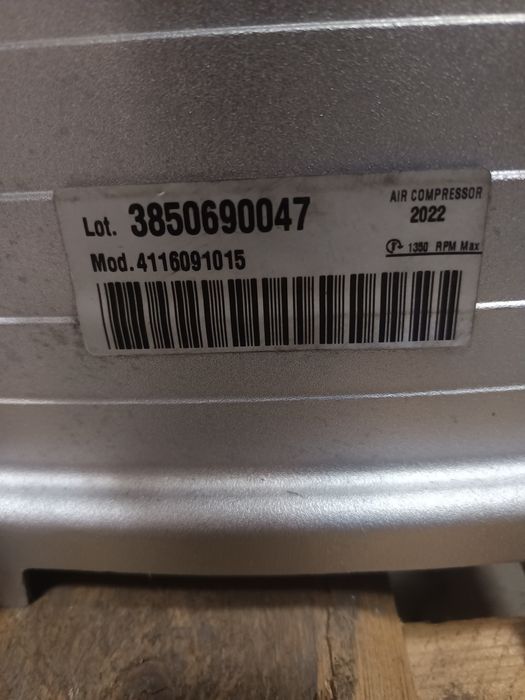 Lot. 3850690047
AIR COMPRESSOR
2022
1350 RPM Max
Mod.4116091015